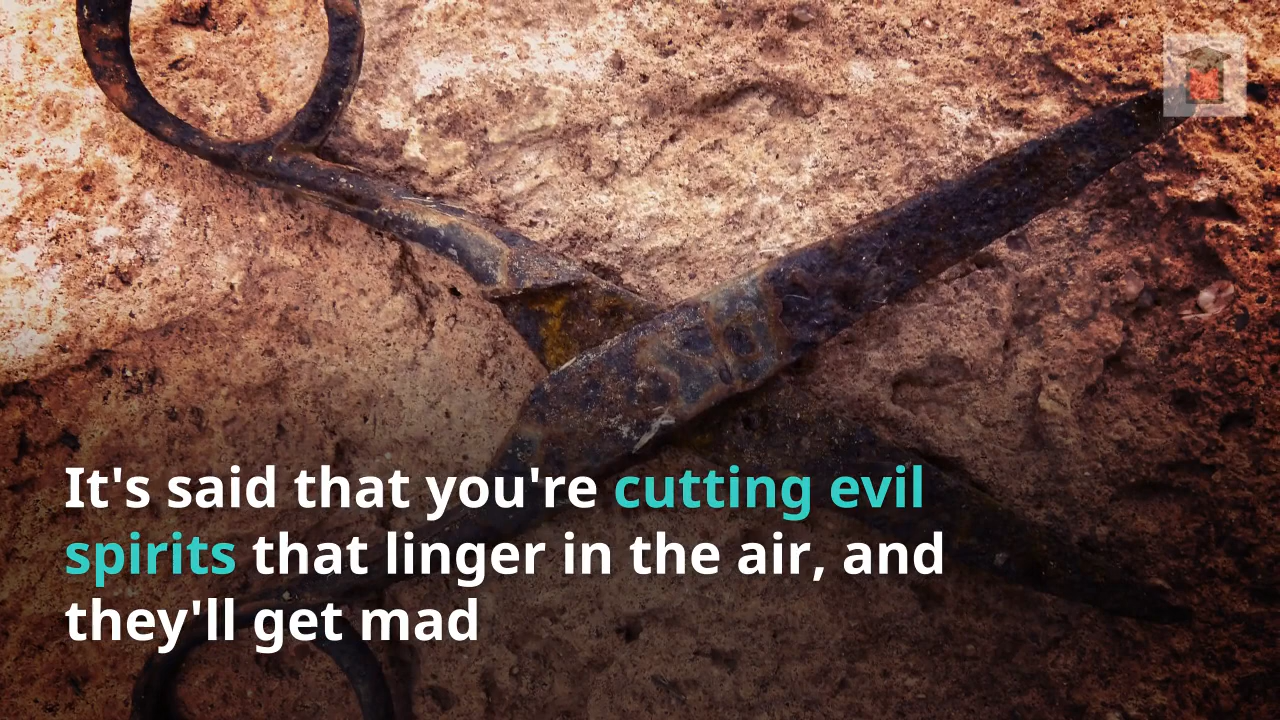 It's said that you're cutting evil
spirits that linger in the air, and
they'll get mad